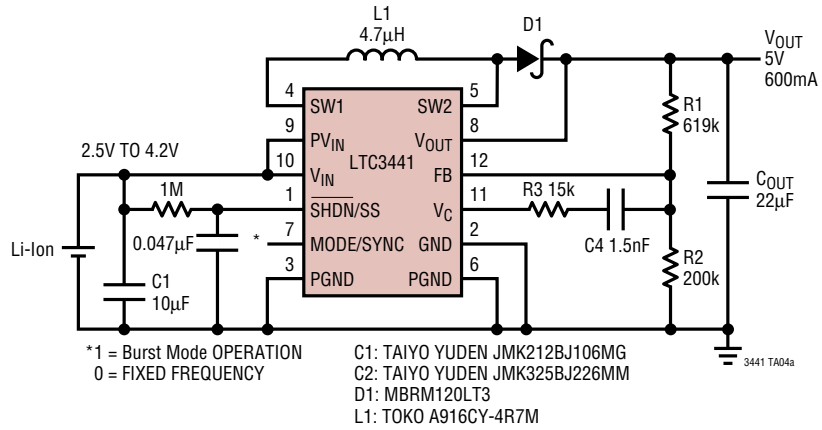 L1
4.7µH
D1
VOUT
5V
600mA
4
SW1
5
SW2
9
PVIN
8
VOUT
R1
619k
2.5V TO 4.2V
10
VIN
LTC3441
12
FB
1M
1
SHDN/SS
11
VC
R3 15k
COUT
22µF
Li-Ion
0.047µF
*
7
MODE/SYNC
2
GND
C4 1.5nF
C1
10µF
3
PGND
6
PGND
R2
200k
*1 = Burst Mode OPERATION
0 = FIXED FREQUENCY
C1: TAIYO YUDEN JMK212BJ106MG
C2: TAIYO YUDEN JMK325BJ226MM
D1: MBRM120LT3
L1: TOKO A916CY-4R7M
3441 TA04a